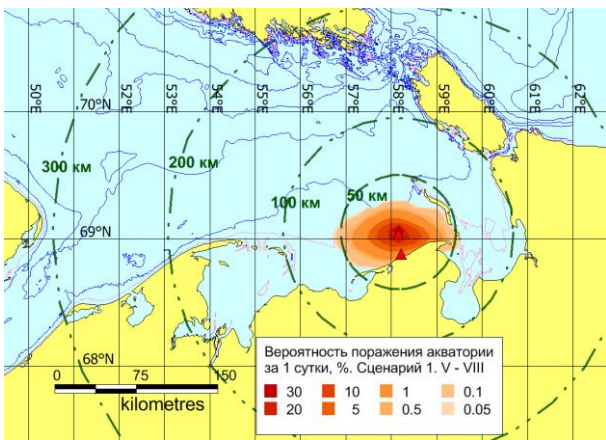 50°E
52°E
53°E
54°E
55°E
56°E
57°E
58°E
59°E
60°E
61°E
62°E
70°N
300 км
200 км
100 км
50 км
69°N
68°N
0 75 150
kilometres
Вероятность поражения акватории
за 1 сутки, %. Сценарий 1. V - VIII
30 10 1 0.1
20 5 0.5 0.05